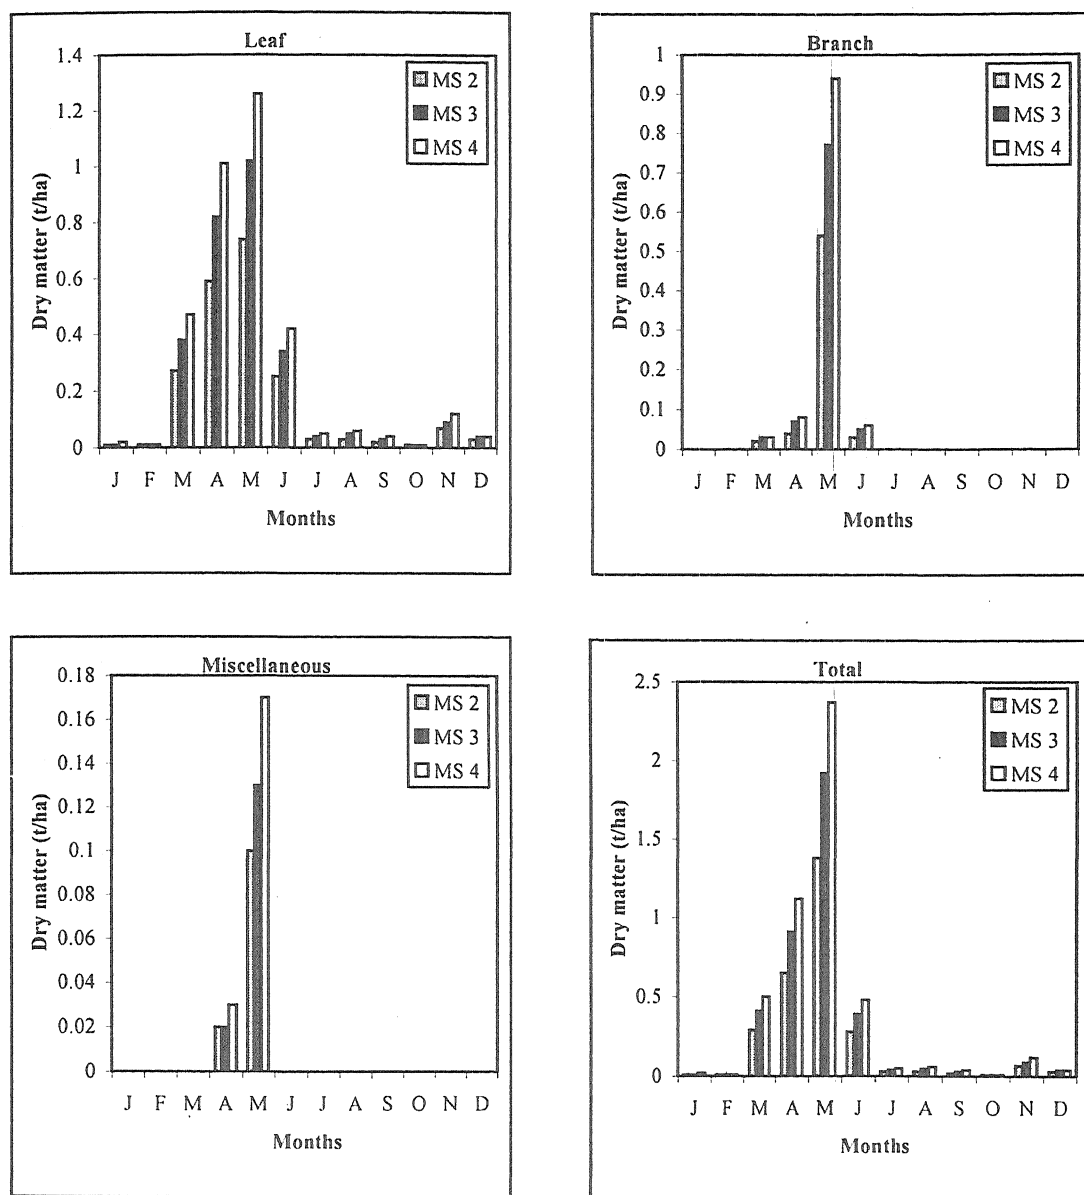 Leaf
1.4
1.2
1
0.8
0.6
0.4
0.2
0
Dry matter (t/ha)
MS 2
MS 3
MS 4
J F M A M J J A S O N D
Months
Branch
1
0.9
0.8
0.7
0.6
0.5
0.4
0.3
0.2
0.1
0
Dry matter (t/ha)
MS 2
MS 3
MS 4
J F M A M J J A S O N D
Months
Miscellaneous
0.18
0.16
0.14
0.12
0.1
0.08
0.06
0.04
0.02
0
Dry matter (t/ha)
MS 2
MS 3
MS 4
J F M A M J J A S O N D
Months
Total
2.5
2
1.5
1
0.5
0
Dry matter (t/ha)
MS 2
MS 3
MS 4
J F M A M J J A S O N D
Months